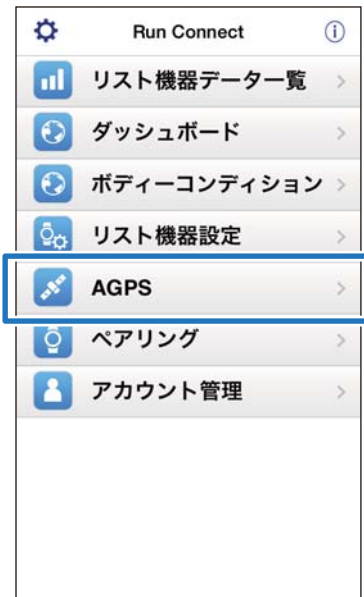 Run Connect
リスト機器データ一覧
ダッシュボード
ボディーコンディション
リスト機器設定
AGPS
ペアリング
アカウント管理